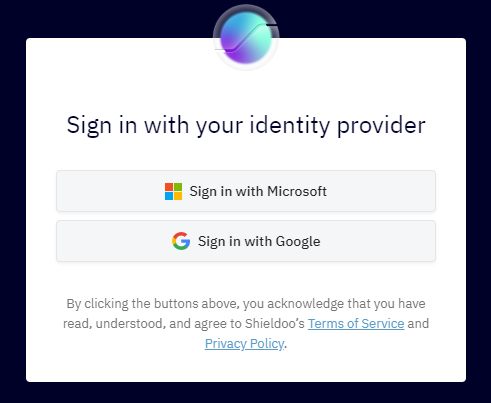 Sign in with your identity provider
Sign in with Microsoft
Sign in with Google
By clicking the buttons above, you acknowledge that you have
read, understood, and agree to Shieldoo’s Terms of Service and
Privacy Policy.